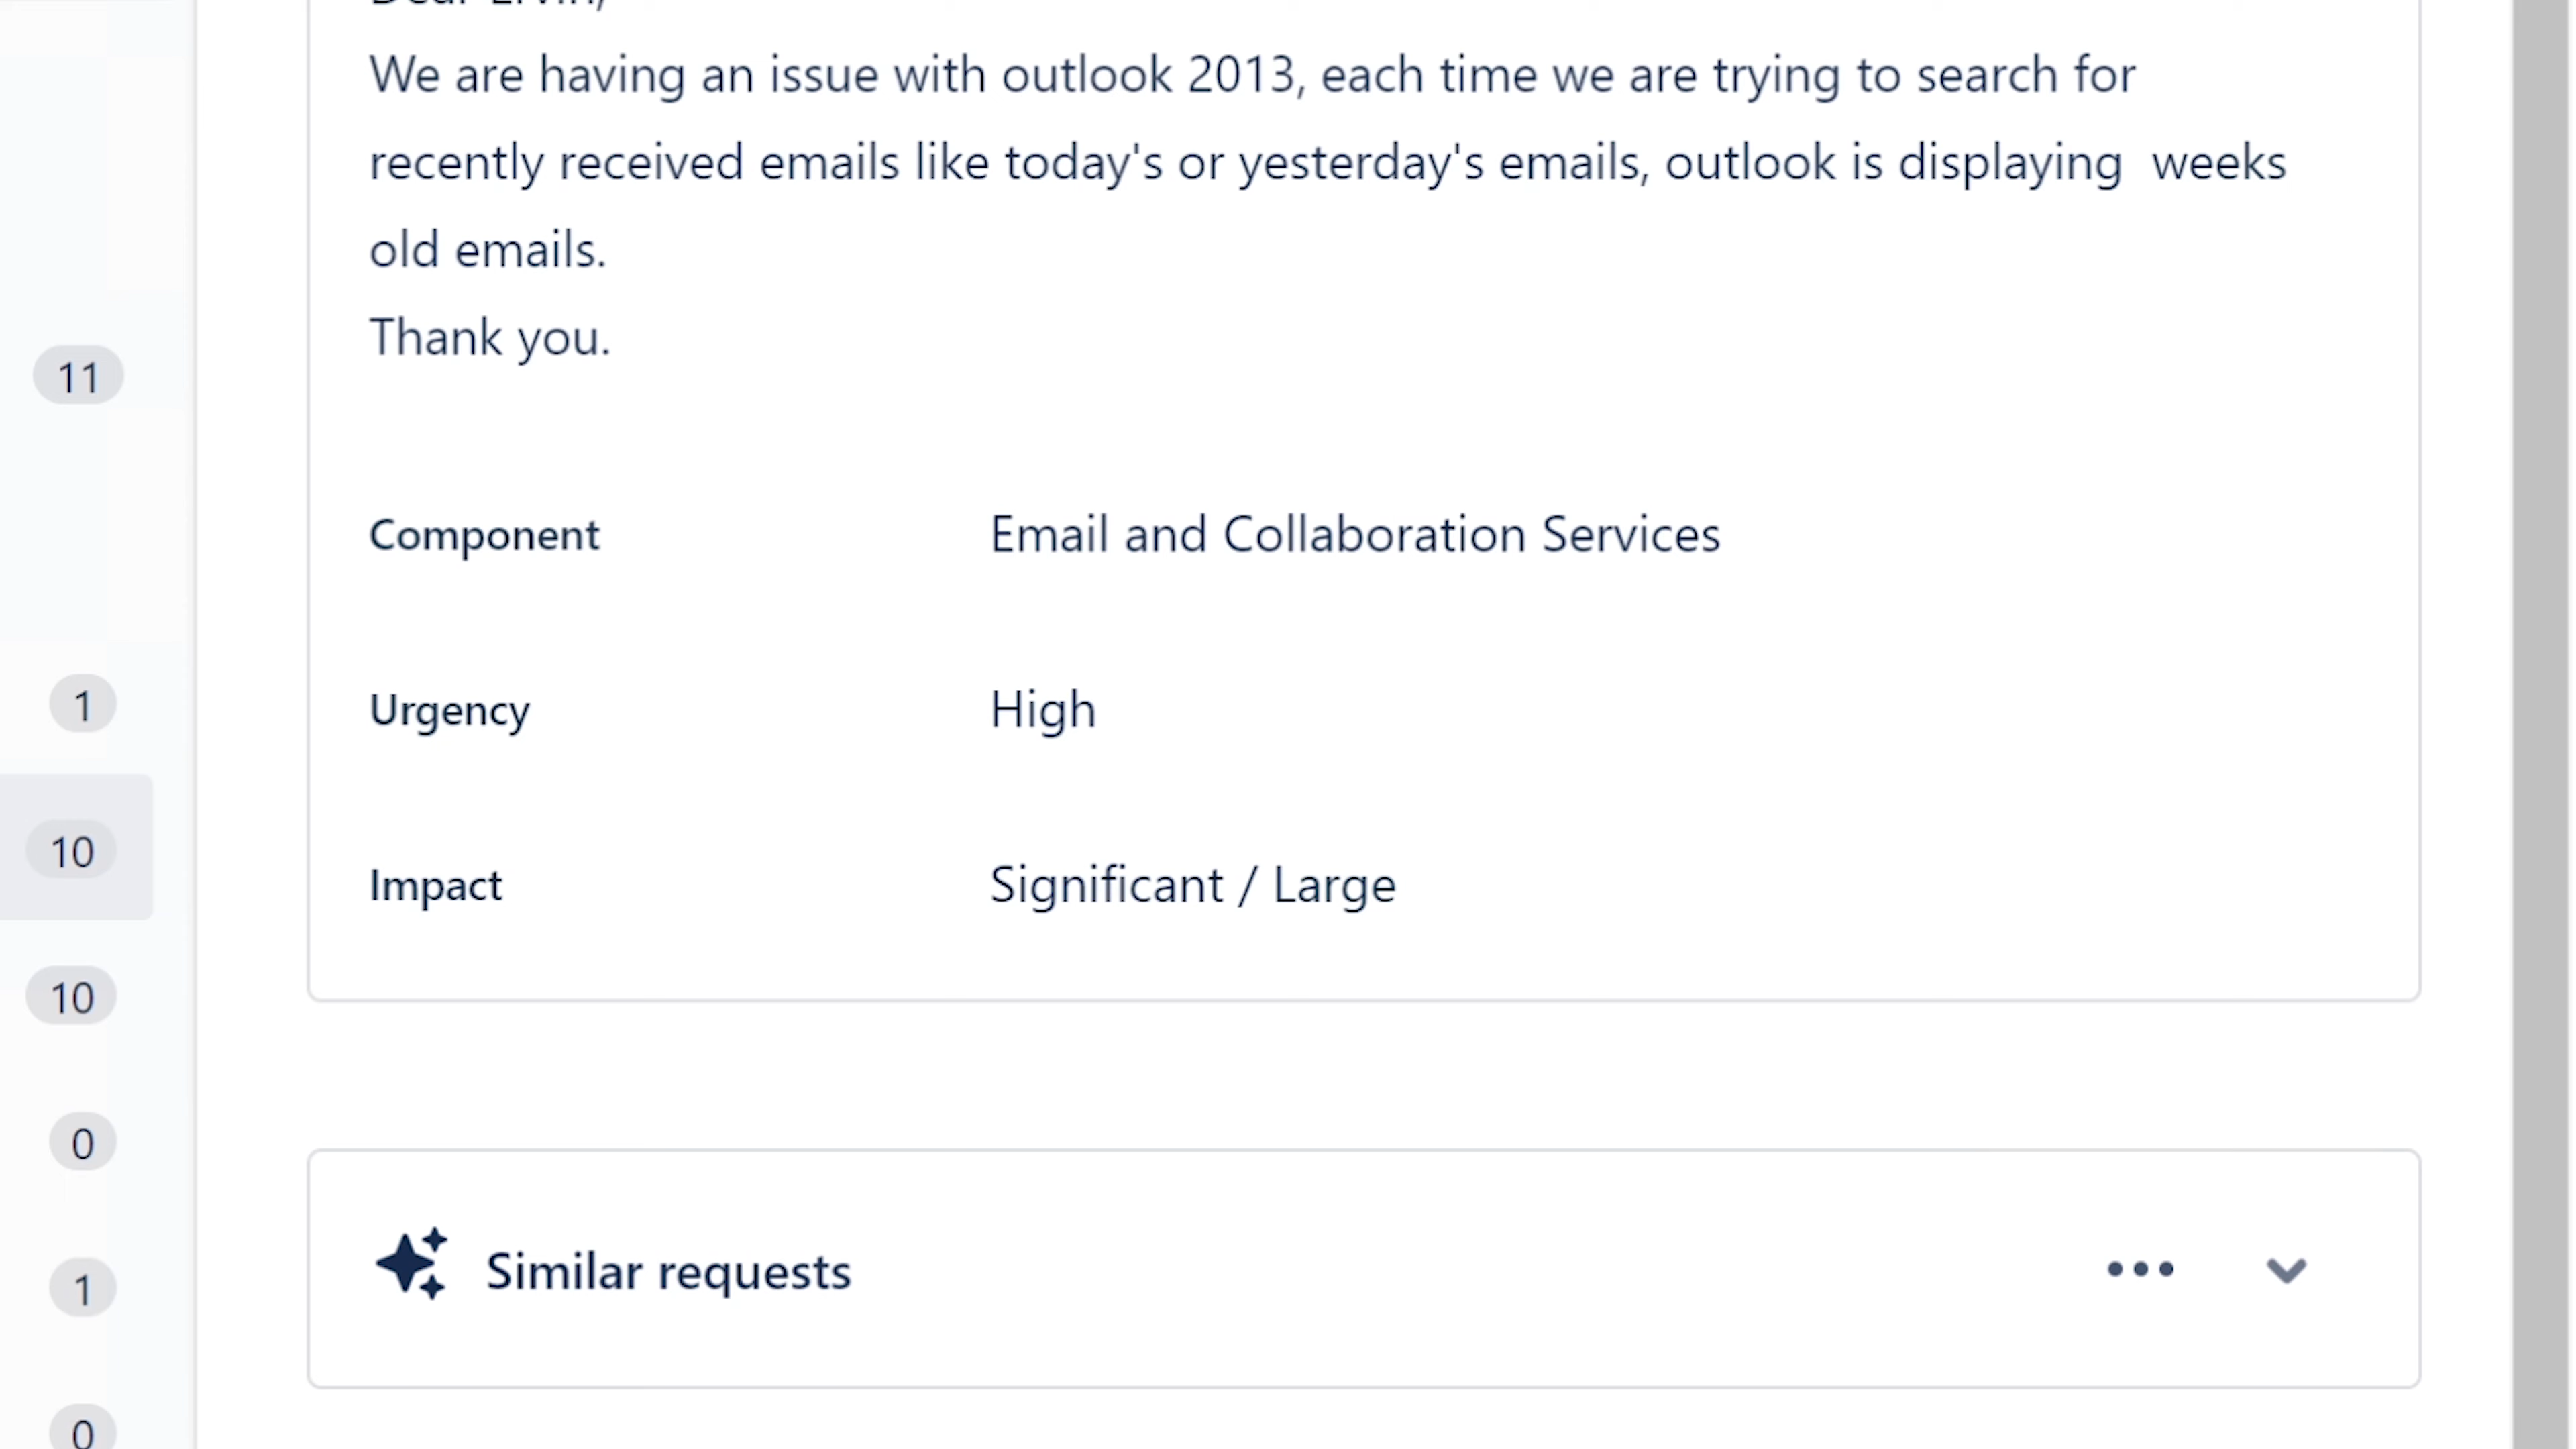 We are having an issue with outlook 2013, each time we are trying to search for
recently received emails like today's or yesterday's emails, outlook is displaying  weeks
old emails.
Thank you.
11
Component Email and Collaboration Services
1
Urgency High
10
Impact Significant / Large
10
0
Similar requests
1
0